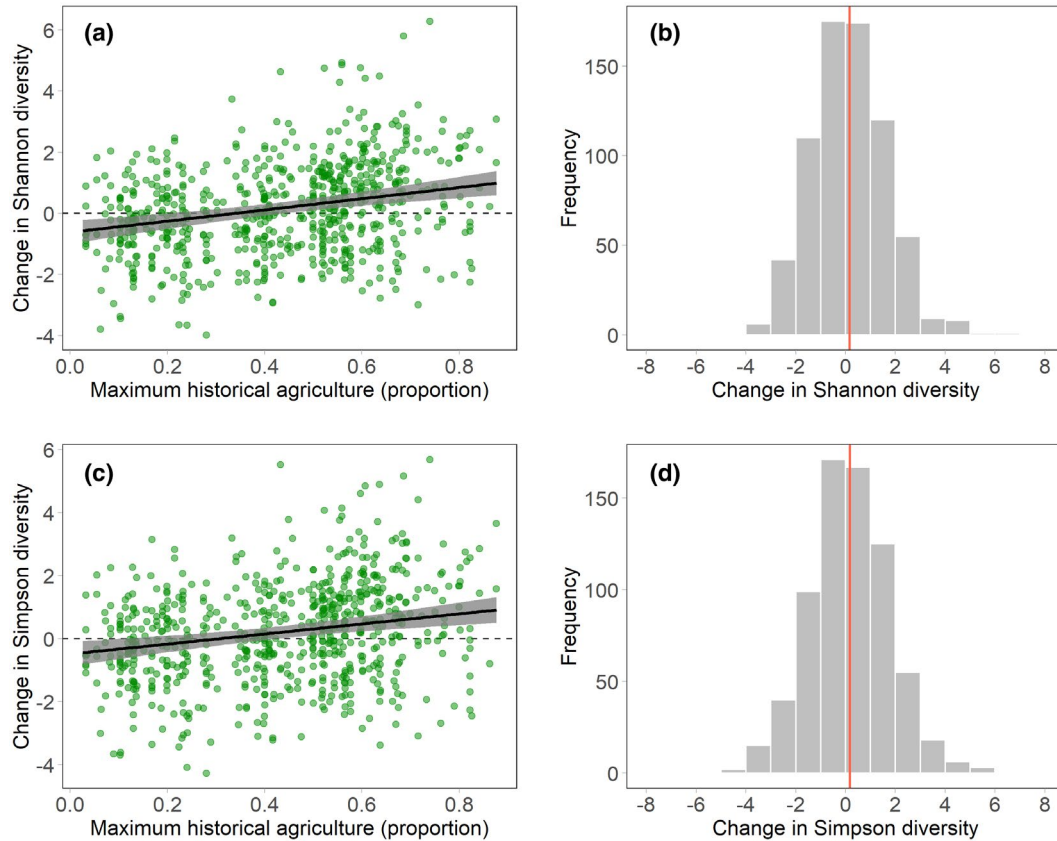 (a)
Change in Shannon diversity
6
4
2
0
-2
-4
0.0 0.2 0.4 0.6 0.8
Maximum historical agriculture (proportion)
(b)
Frequency
150
100
50
0
-8 -6 -4 -2 0 2 4 6 8
Change in Shannon diversity
(c)
Change in Simpson diversity
6
4
2
0
-2
-4
0.0 0.2 0.4 0.6 0.8
Maximum historical agriculture (proportion)
(d)
Frequency
150
100
50
0
-8 -6 -4 -2 0 2 4 6 8
Change in Simpson diversity